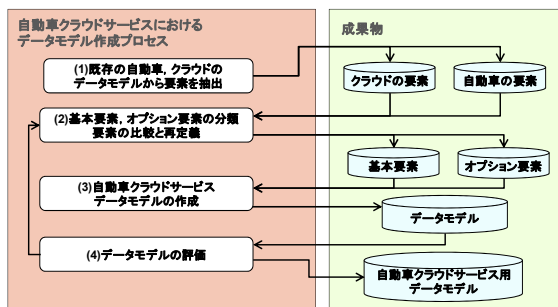 自動車クラウドサービスにおける
データモデル作成プロセス
成果物
(1)既存の自動車,クラウドの
データモデルから要素を抽出
クラウドの要素
自動車の要素
(2)基本要素,オプション要素の分類
要素の比較と再定義
基本要素
オプション要素
(3)自動車クラウドサービス
データモデルの作成
データモデル
(4)データモデルの評価
自動車クラウドサービス用
データモデル